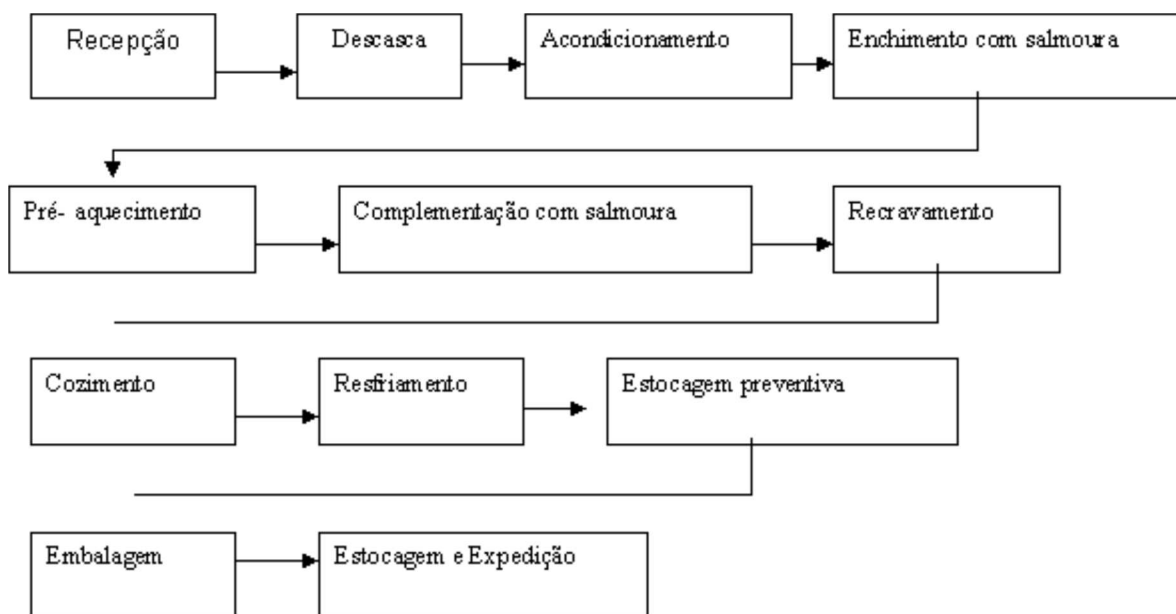 Recepção
Descasca
Acondicionamento
Enchimento com salmoura
Pré- aquecimento
Complementação com salmoura
Recravamento
Cozimento
Resfriamento
Estocagem preventiva
Embalagem
Estocagem e Expedição